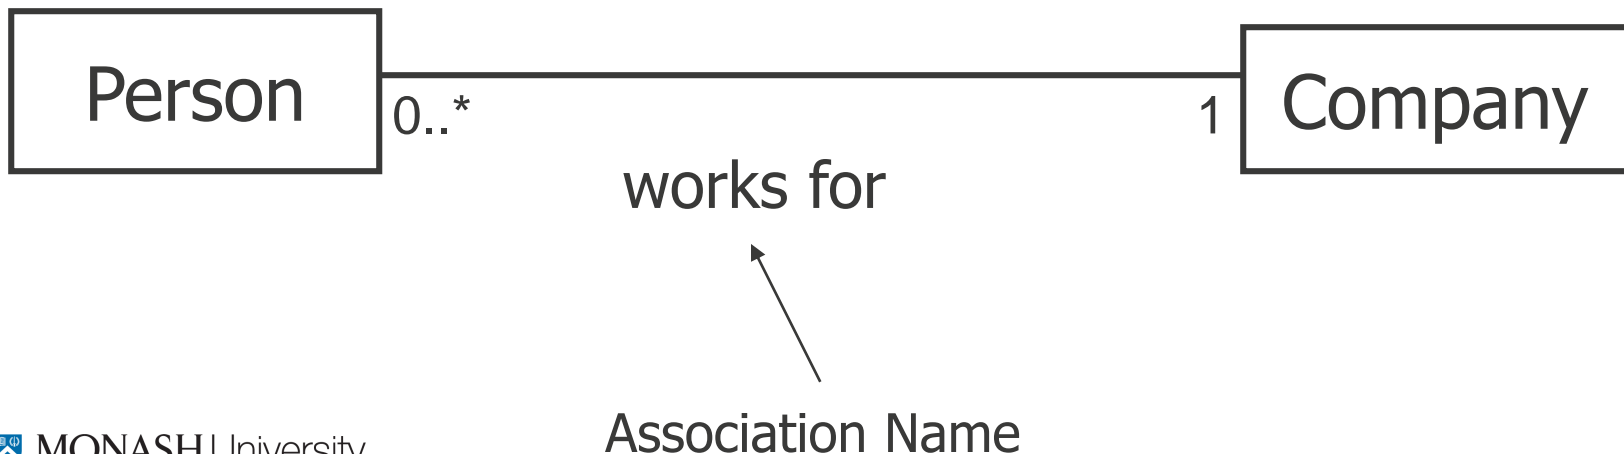 Person
Company
0..*
1
works for
Association Name
MONASH University